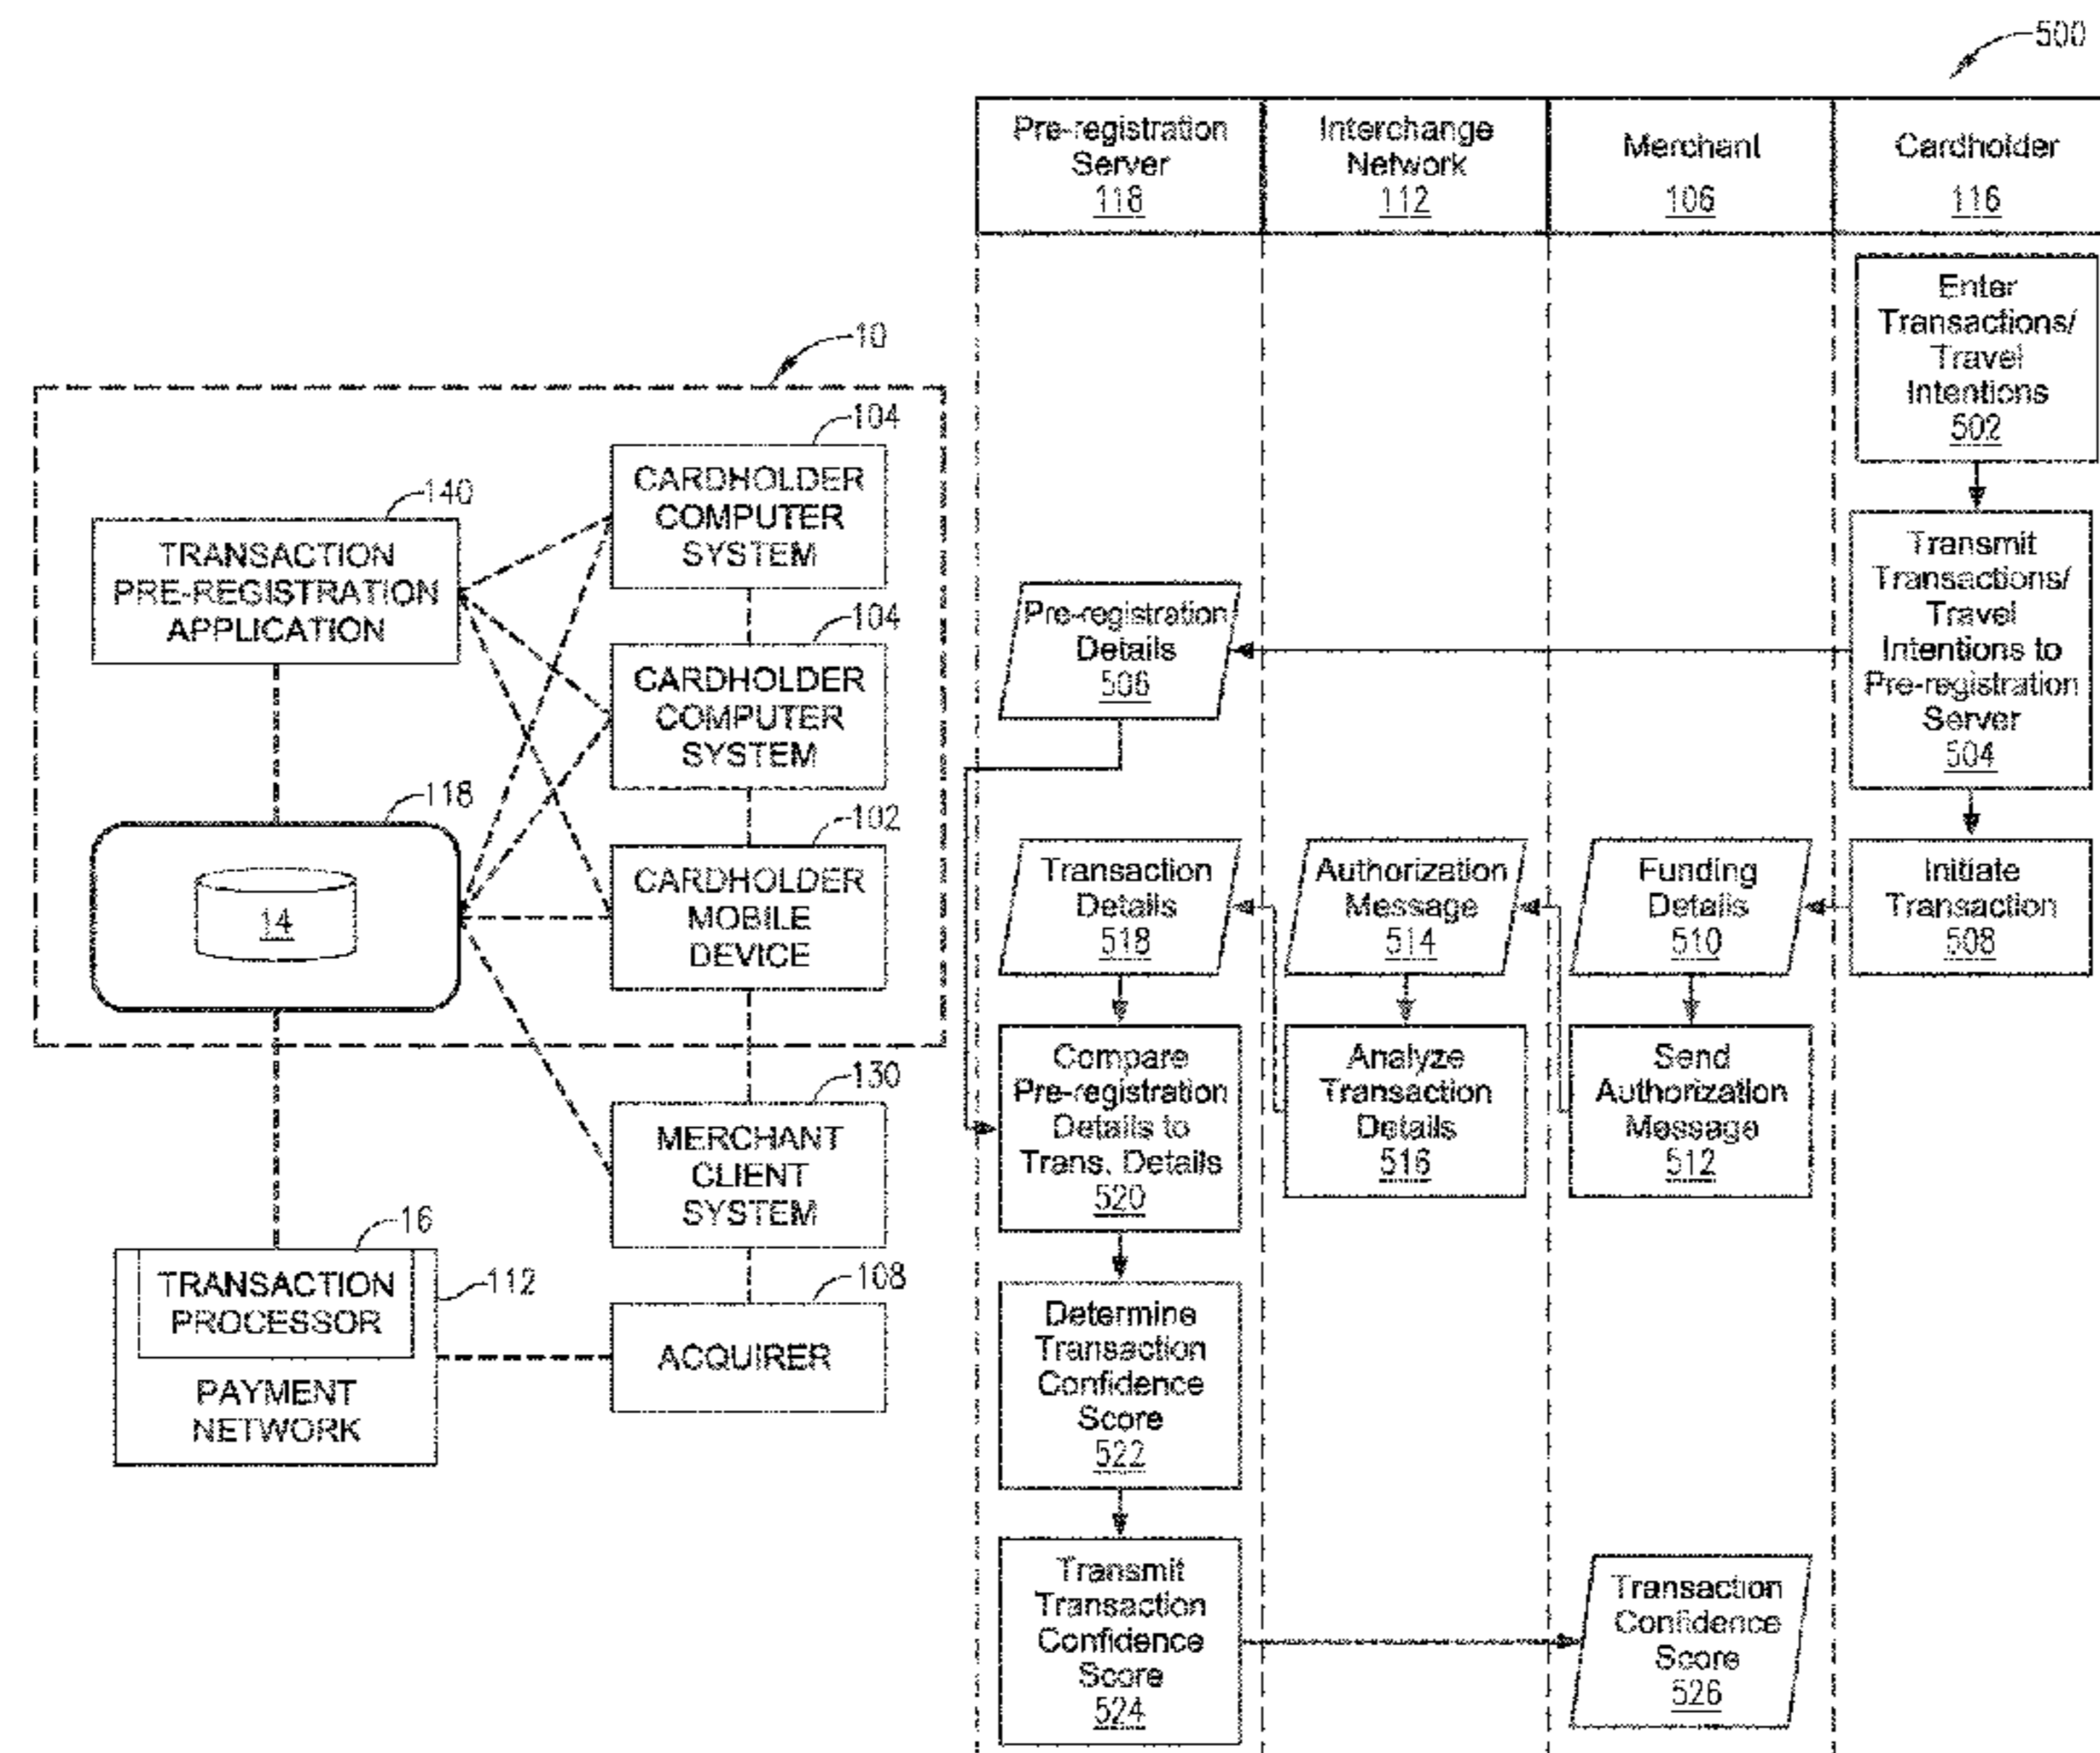 10
140
TRANSACTION
PRE-REGISTRATION
APPLICATION
104
CARDHOLDER
COMPUTER
SYSTEM
104
CARDHOLDER
COMPUTER
SYSTEM
118
14
102
CARDHOLDER
MOBILE
DEVICE
130
MERCHANT
CLIENT
SYSTEM
16
TRANSACTION
PROCESSOR
112
PAYMENT
NETWORK
108
ACQUIRER
500
Pre-registration
Server
118
Interchange
Network
112
Merchant
106
Cardholder
116
Enter
Transactions/
Travel
Intentions
502
Transmit
Transactions/
Travel
Intentions to
Pre-registration
Server
504
Pre-registration
Details
506
Initiate
Transaction
508
Funding
Details
510
Send
Authorization
Message
512
Authorization
Message
514
Analyze
Transaction
Details
516
Transaction
Details
518
Compare
Pre-registration
Details to
Trans. Details
520
Determine
Transaction
Confidence
Score
522
Transmit
Transaction
Confidence
Score
524
Transaction
Confidence
Score
526